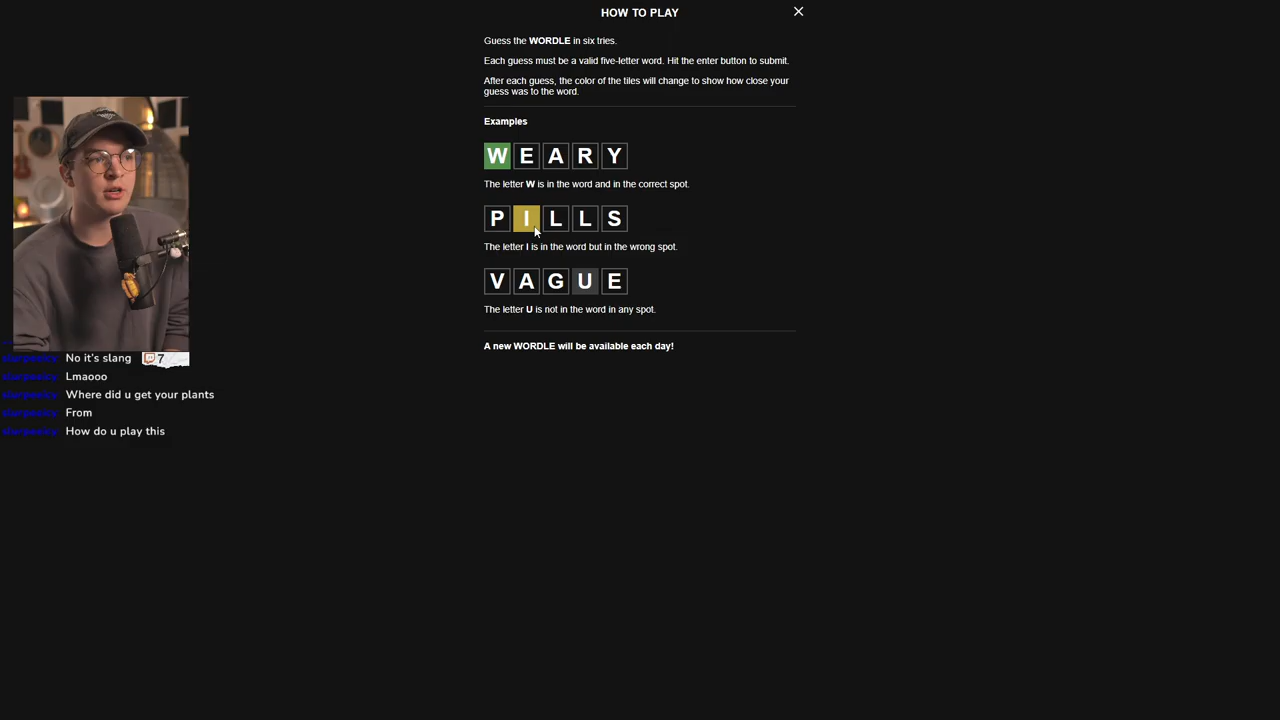 HOW TO PLAY
Guess the WORDLE in six tries.
Each guess must be a valid five-letter word. Hit the enter button to submit.
After each guess, the color of the tiles will change to show how close your
guess was to the word.
Examples
WEARY
The letter W is in the word and in the correct spot.
PILLS
The letter I is in the word but in the wrong spot.
VAGUE
The letter U is not in the word in any spot.
A new WORDLE will be available each day!
No it's slang 7
Lmaooo
Where did u get your plants
From
How do u play this